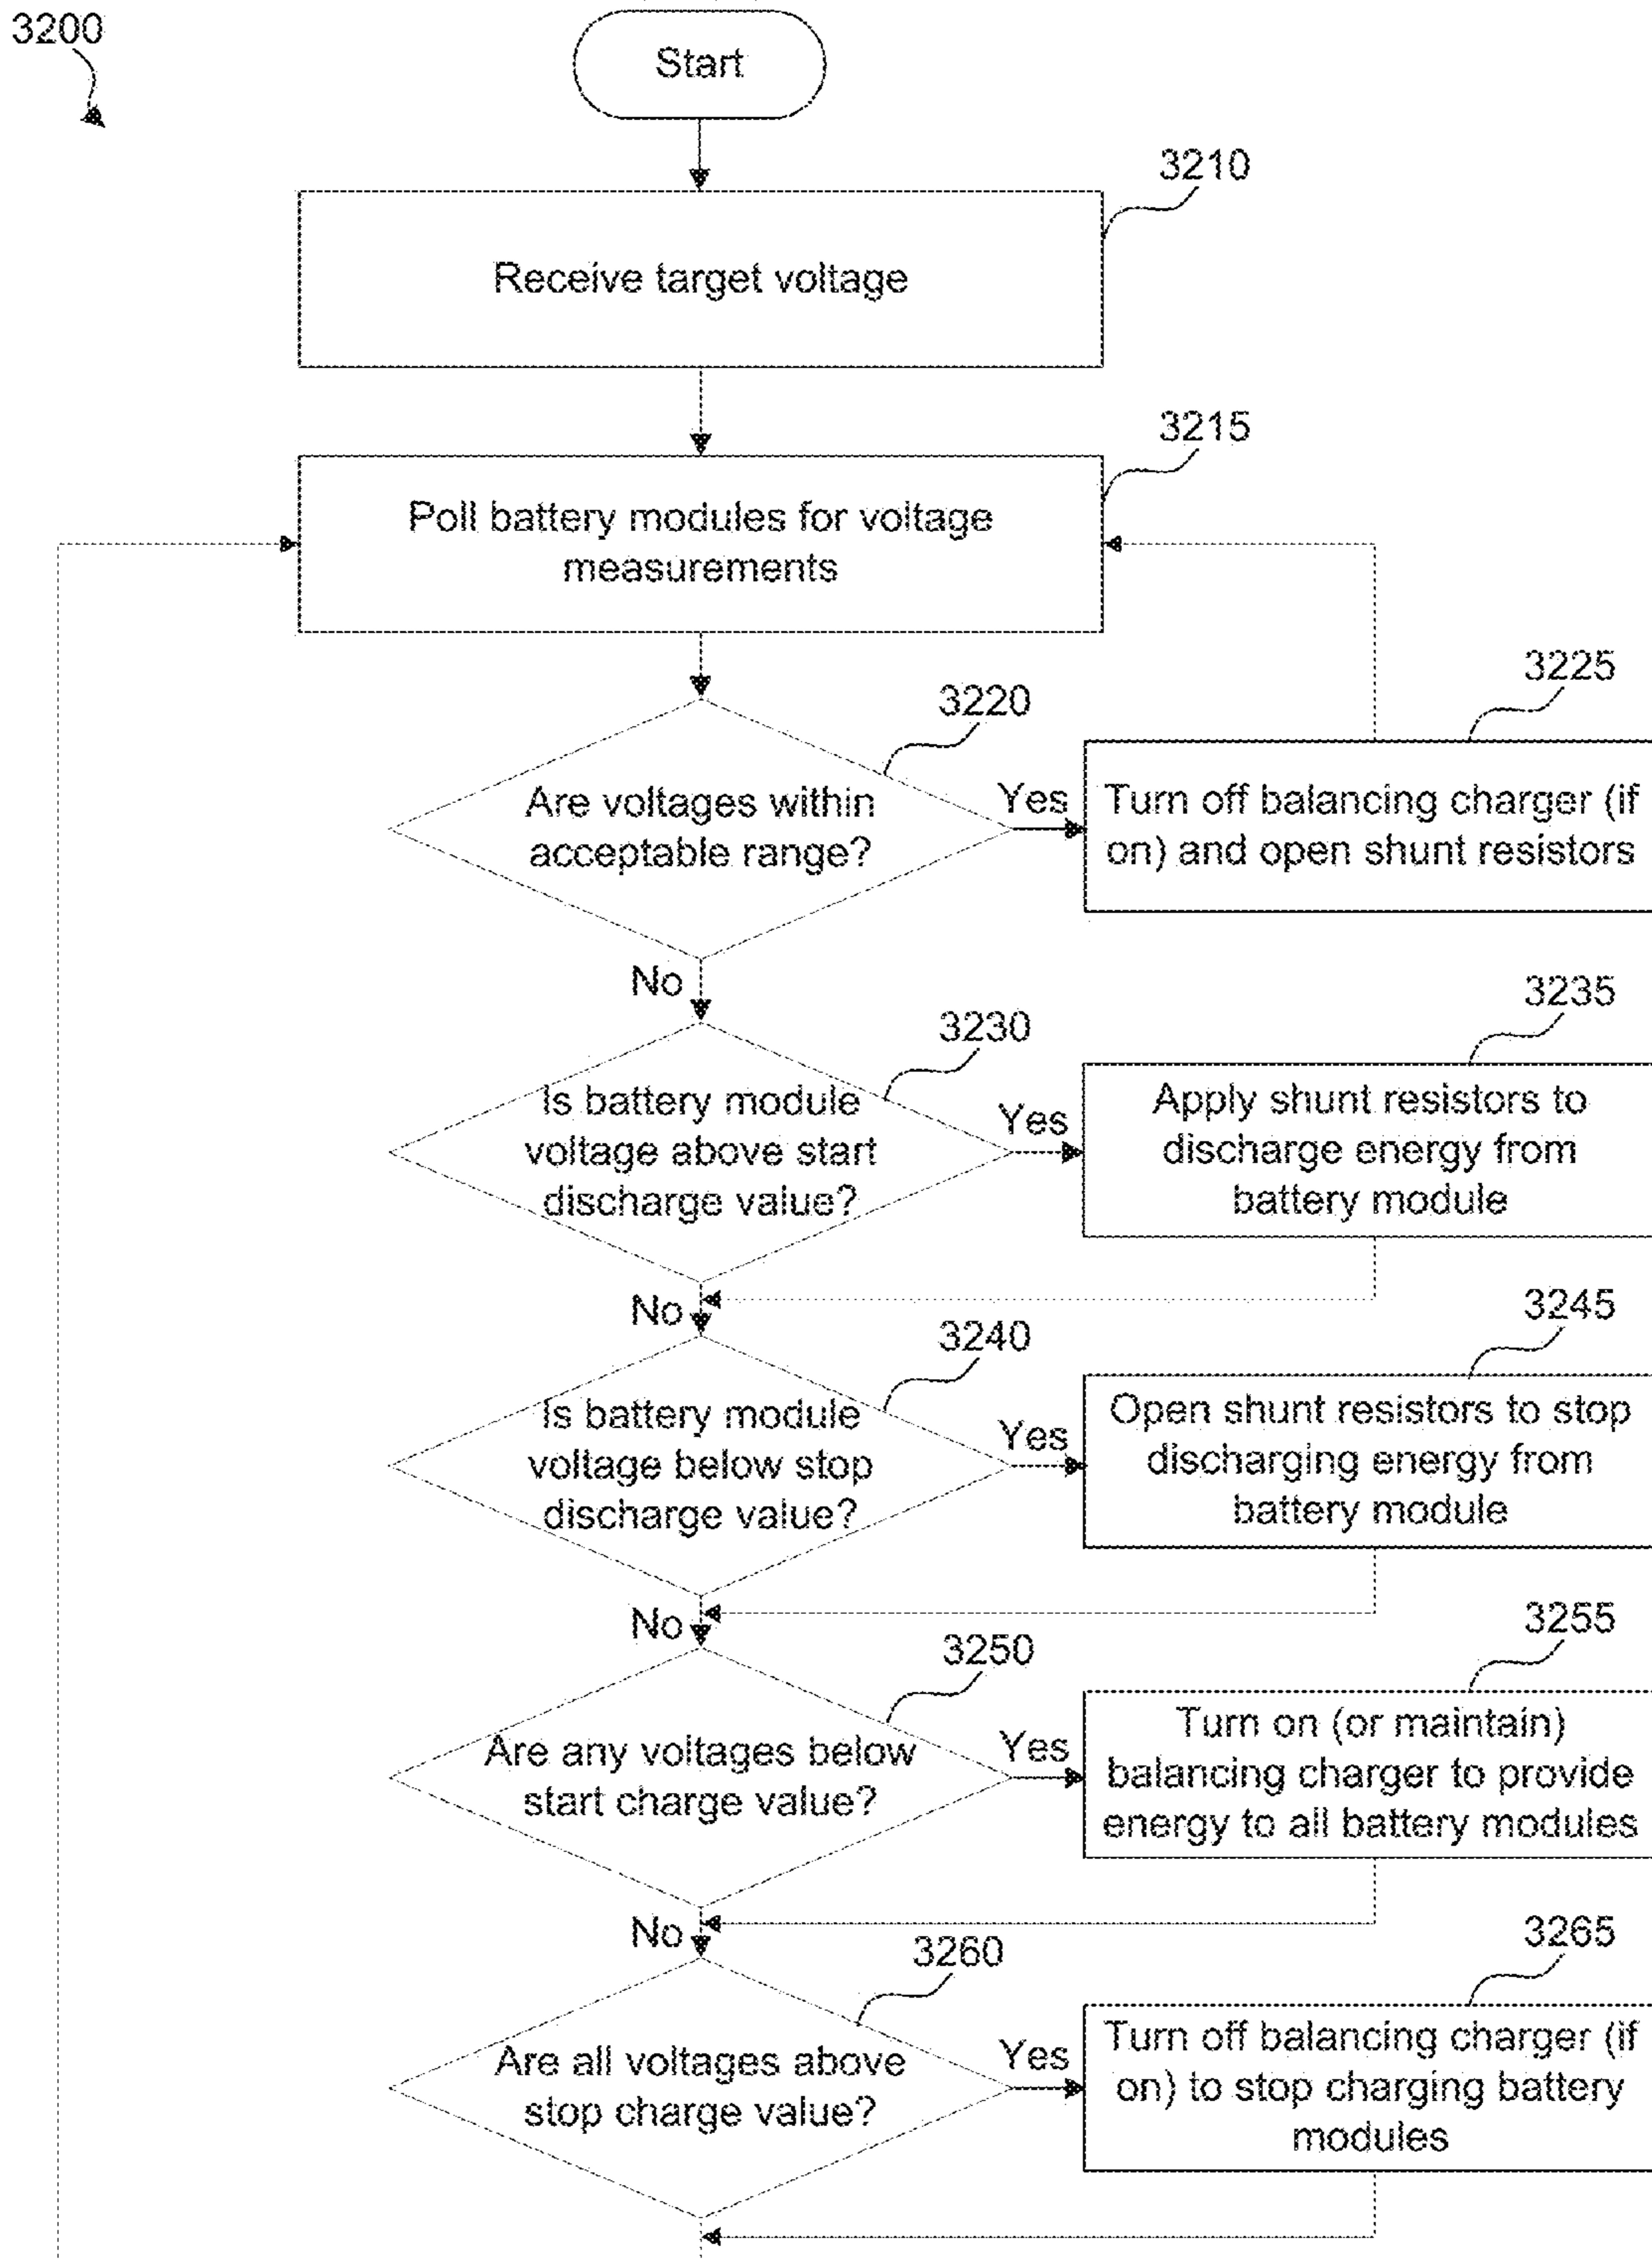 3200
Start
3210
Receive target voltage
3215
Poll battery modules for voltage
measurements
3220
Are voltages within
acceptable range?
Yes
3225
Turn off balancing charger (if
on) and open shunt resistors
No
3230
Is battery module
voltage above start
discharge value?
Yes
3235
Apply shunt resistors to
discharge energy from
battery module
No
3240
Is battery module
voltage below stop
discharge value?
Yes
3245
Open shunt resistors to stop
discharging energy from
battery module
No
3250
Are any voltages below
start charge value?
Yes
3255
Turn on (or maintain)
balancing charger to provide
energy to all battery modules
No
3260
Are all voltages above
stop charge value?
Yes
3265
Turn off balancing charger (if
on) to stop charging battery
modules